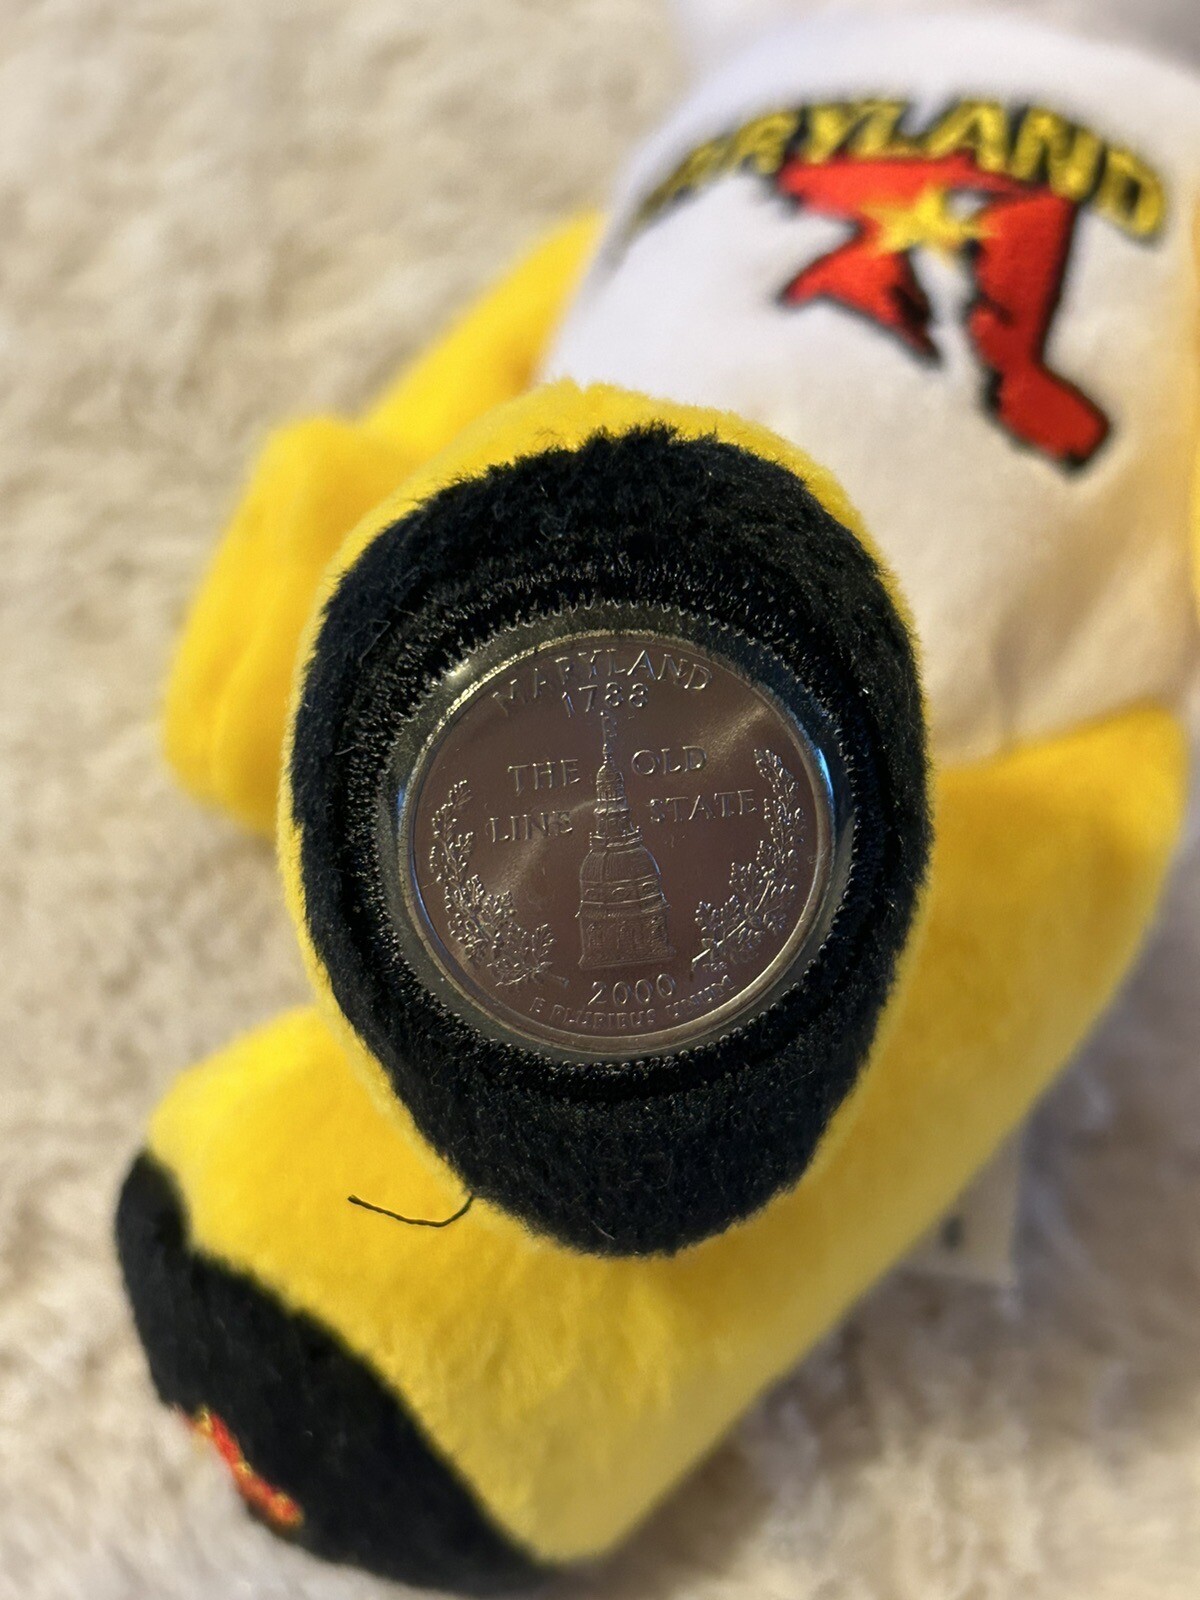 MARYLAND
MARYLAND
1788
THE OLD
LINE STATE
2000
E PLURIBUS UNUM